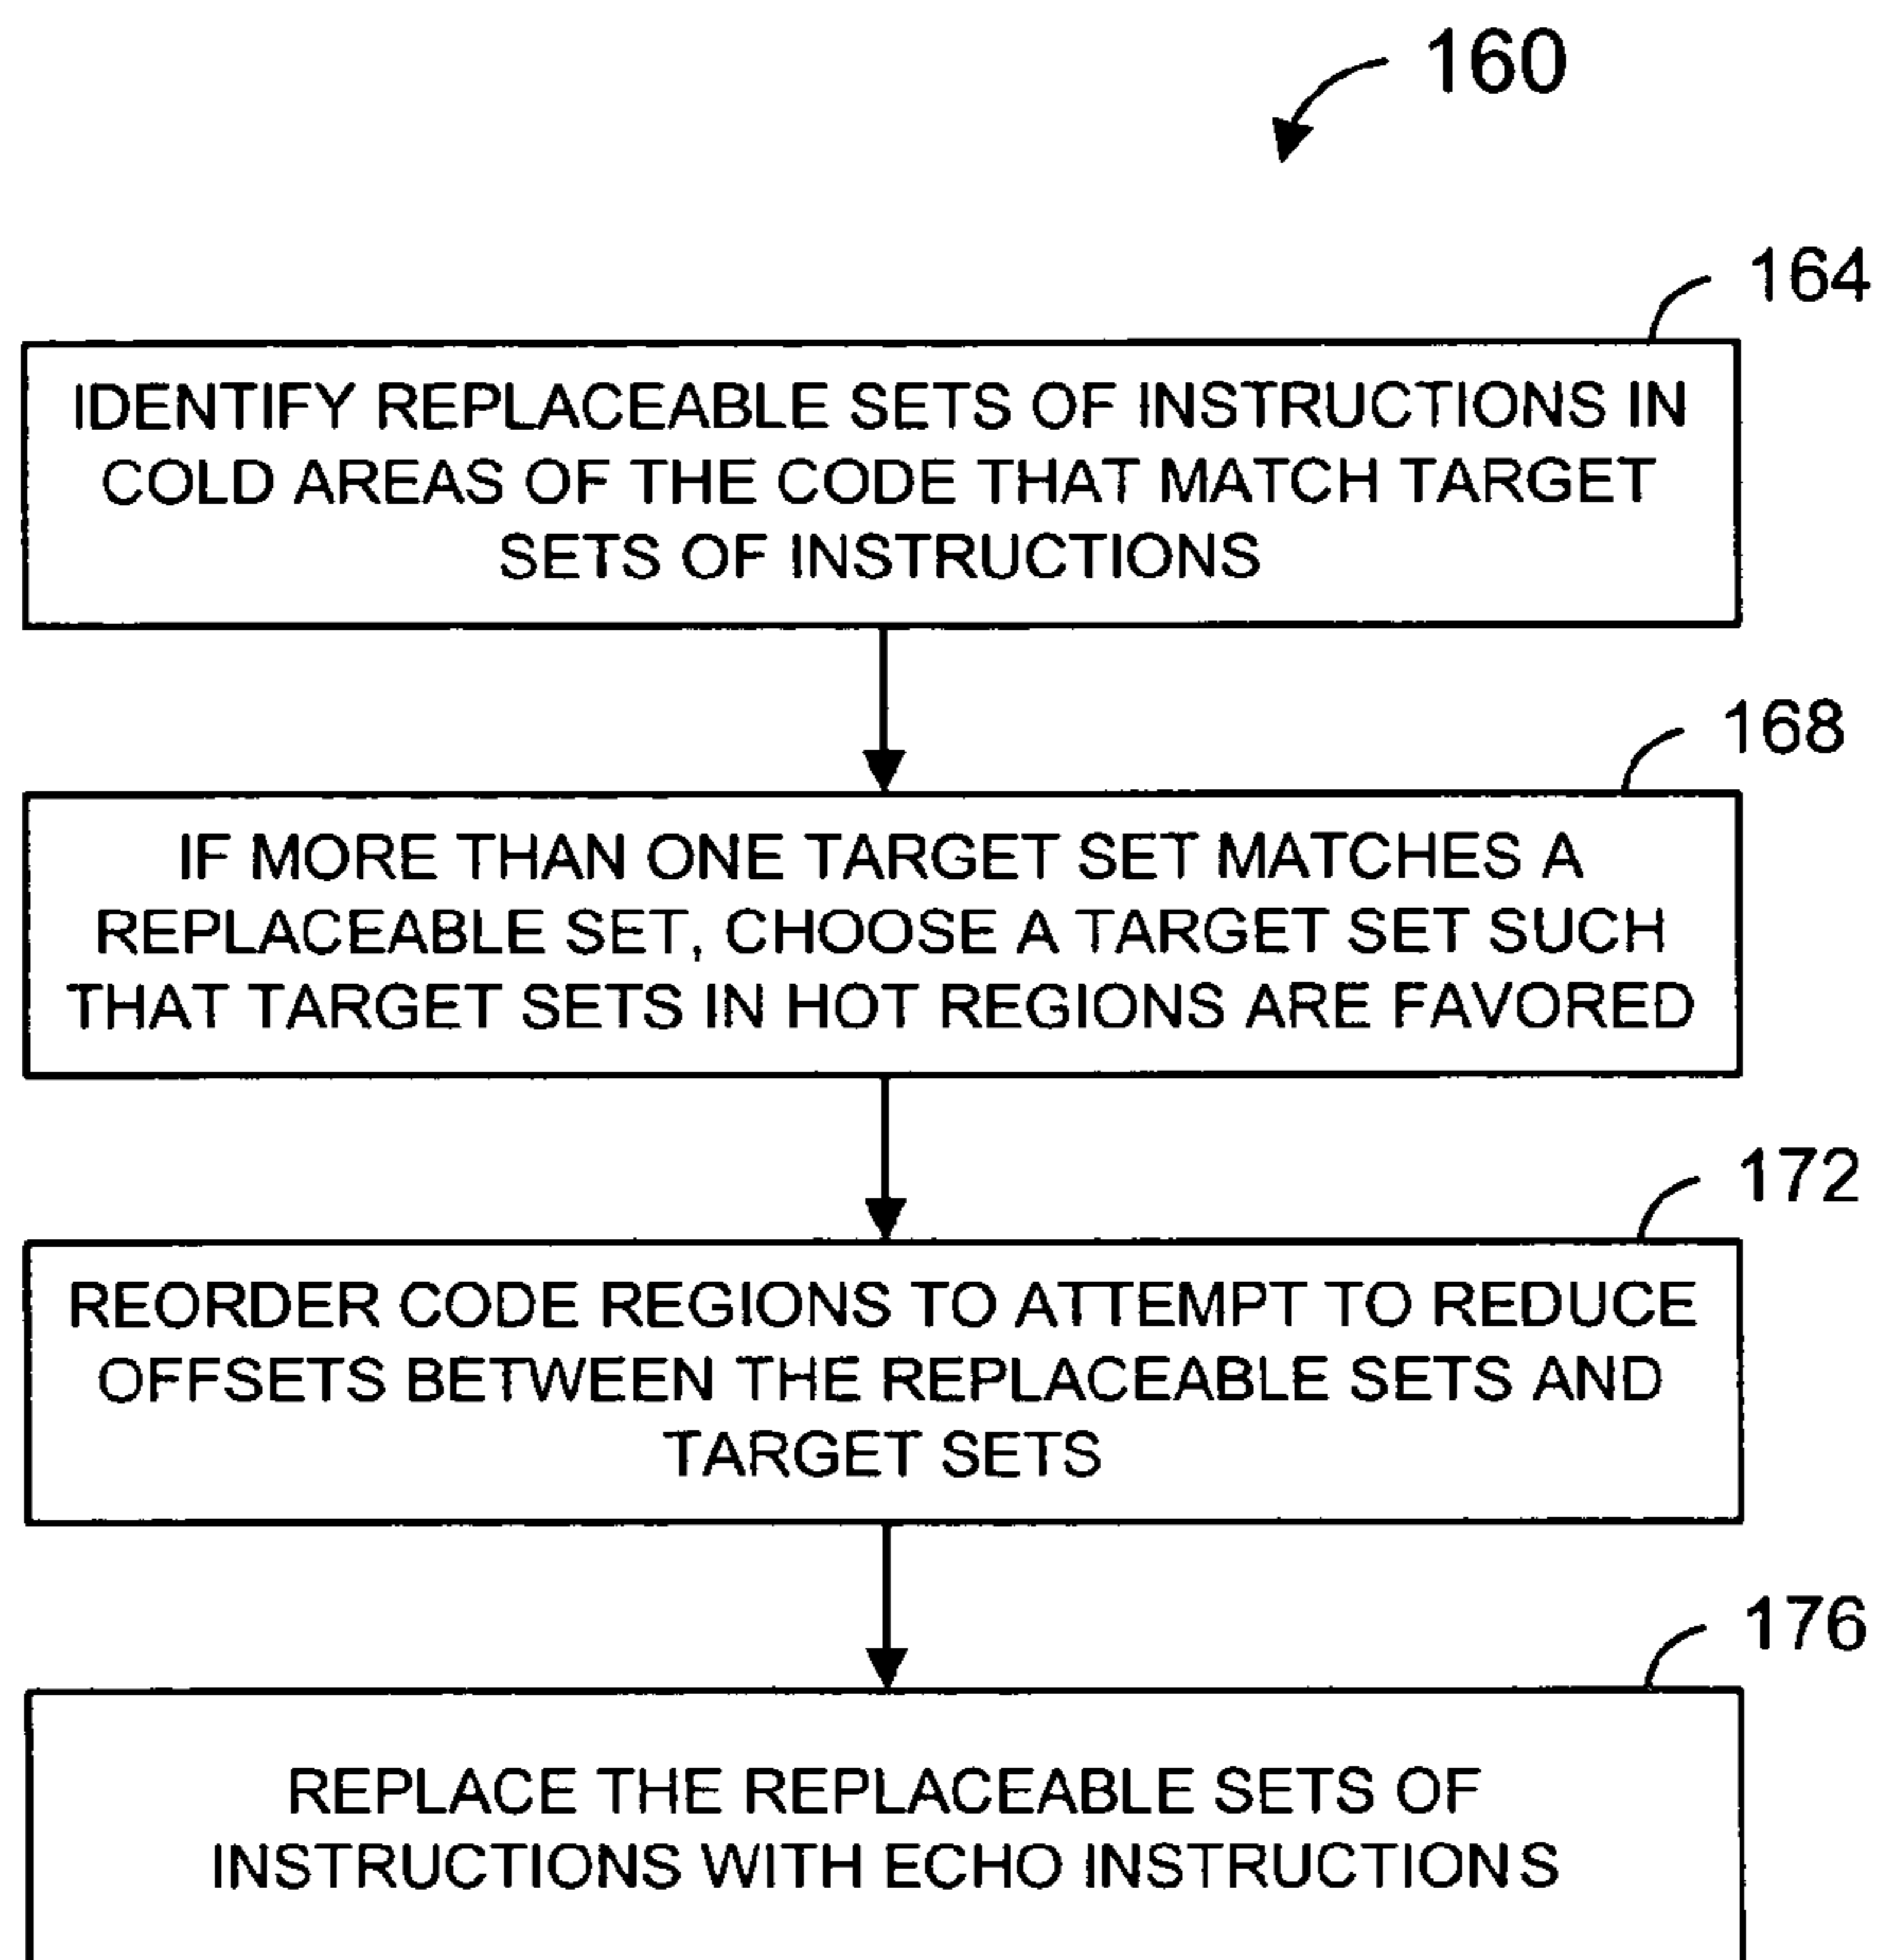 160
164
IDENTIFY REPLACEABLE SETS OF INSTRUCTIONS IN
COLD AREAS OF THE CODE THAT MATCH TARGET
SETS OF INSTRUCTIONS
168
IF MORE THAN ONE TARGET SET MATCHES A
REPLACEABLE SET, CHOOSE A TARGET SET SUCH
THAT TARGET SETS IN HOT REGIONS ARE FAVORED
172
REORDER CODE REGIONS TO ATTEMPT TO REDUCE
OFFSETS BETWEEN THE REPLACEABLE SETS AND
TARGET SETS
176
REPLACE THE REPLACEABLE SETS OF
INSTRUCTIONS WITH ECHO INSTRUCTIONS